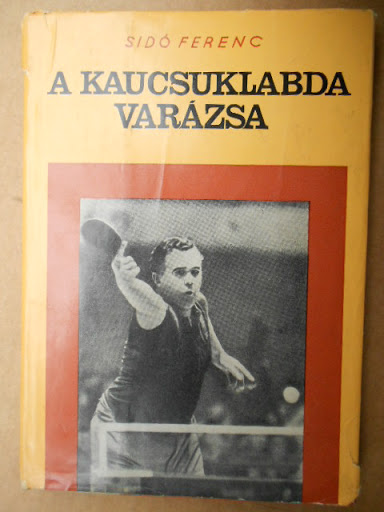 SIDÓ FERENC
A KAUCSUKLABDA
VARÁZSA